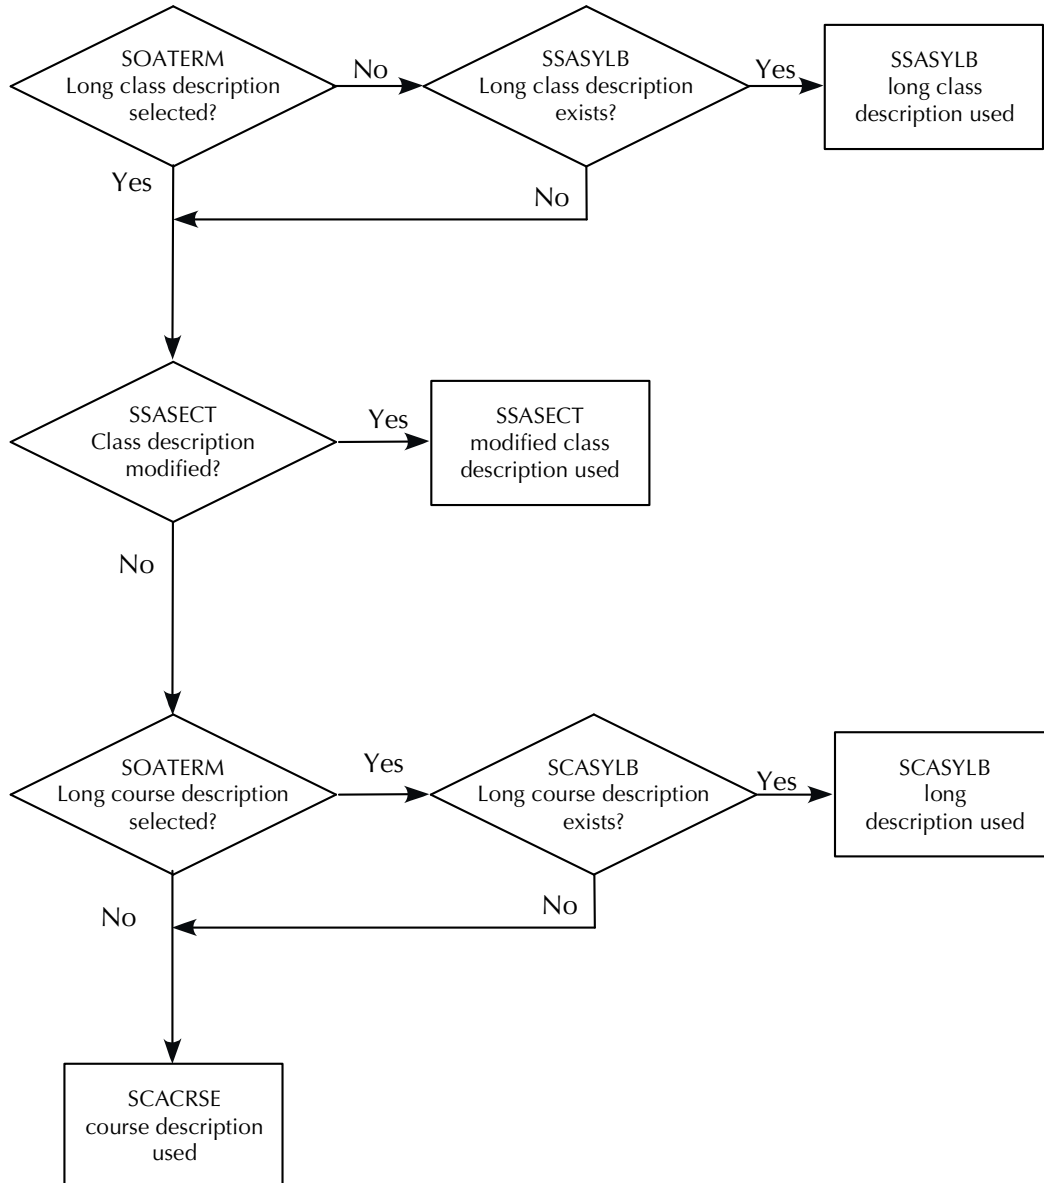 SOATERM
Long class description
selected?
No
SSASYLB
Long class description
exists?
Yes
SSASYLB
long class
description used
Yes
No
SSASECT
Class description
modified?
Yes
SSASECT
modified class
description used
No
SOATERM
Long course description
selected?
Yes
SCASYLB
Long course description
exists?
Yes
SCASYLB
long
description used
No
No
SCACRSE
course description
used